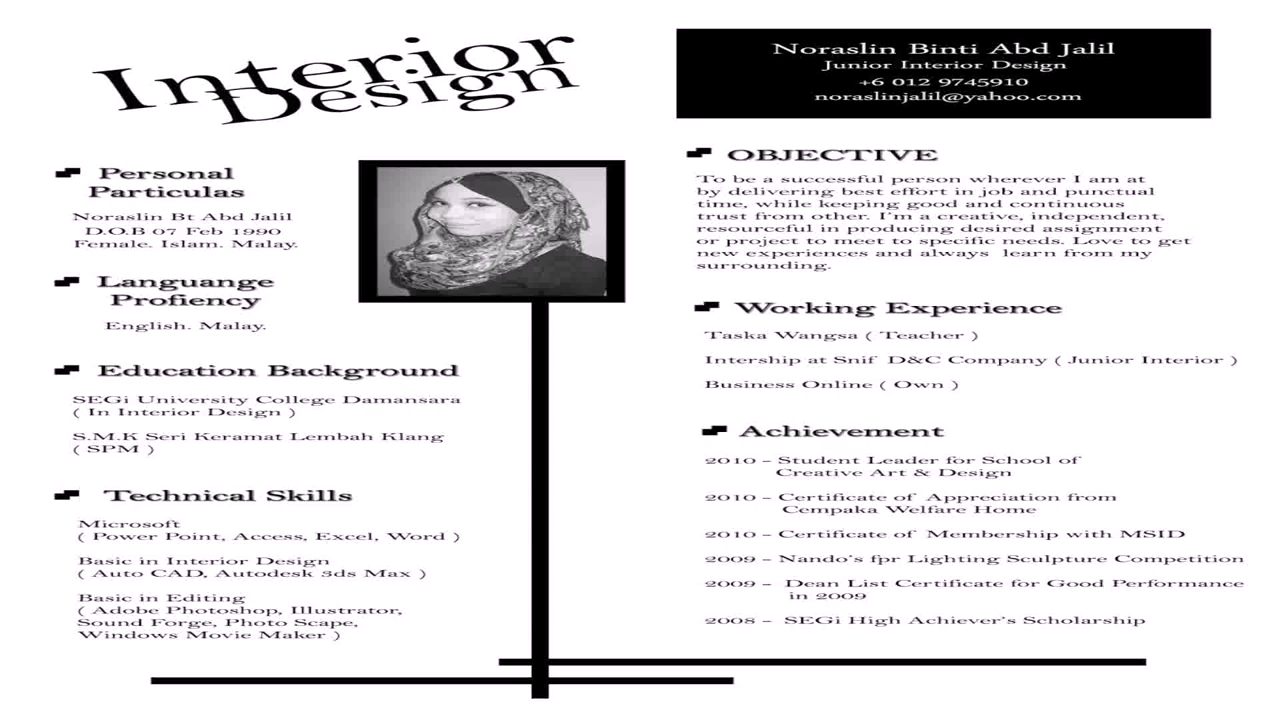 Interior
Design
Noraslin Binti Abd Jalil
Junior Interior Design
+6 012 9745910
noraslinjalil@yahoo.com
Personal
Particulas
Noraslin Bt Abd Jalil
D.O.B 07 Feb 1990
Female. Islam. Malay.
Languange
Profiency
English. Malay.
Education Background
SEGi University College Damansara
( In Interior Design )
S.M.K Seri Keramat Lembah Klang
( SPM )
Technical Skills
Microsoft
( Power Point, Access, Excel, Word )
Basic in Interior Design
( Auto CAD, Autodesk 3ds Max )
Basic in Editing
( Adobe Photoshop, Illustrator,
Sound Forge, Photo Scape,
Windows Movie Maker )
OBJECTIVE
To be a successful person wherever I am at
by delivering best effort in job and punctual
time, while keeping good and continuous
trust from other. I'm a creative, independent,
resourceful in producing desired assignment
or project to meet to specific needs. Love to get
new experiences and always learn from my
surrounding.
Working Experience
Taska Wangsa ( Teacher )
Intership at Snif D&C Company ( Junior Interior )
Business Online ( Own )
Achievement
2010 - Student Leader for School of
Creative Art & Design
2010 - Certificate of Appreciation from
Cempaka Welfare Home
2010 - Certificate of Membership with MSID
2009 - Nando's fpr Lighting Sculpture Competition
2009 - Dean List Certificate for Good Performance
in 2009
2008 - SEGi High Achiever's Scholarship